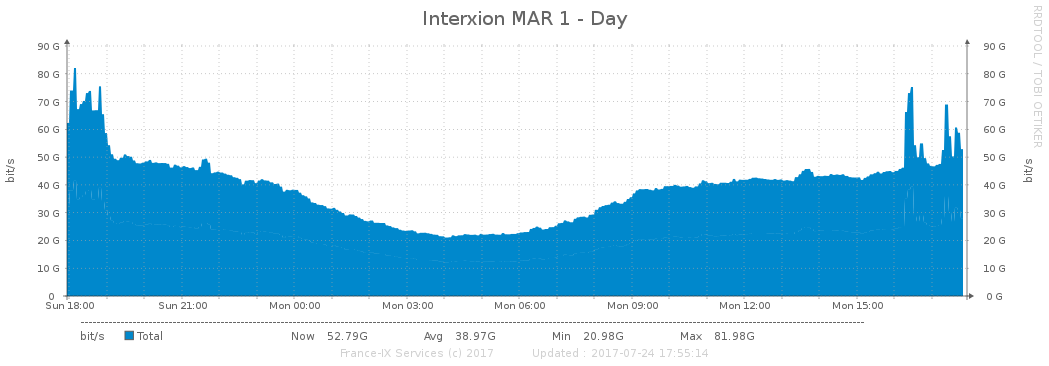 Interxion MAR 1 - Day
RRDTOOL / TOBI OETIKER
bit/s
bit/s
90 G 90 G
80 G 80 G
70 G 70 G
60 G 60 G
50 G 50 G
40 G 40 G
30 G 30 G
20 G 20 G
10 G 10 G
0 0 G
Sun 18:00 Sun 21:00 Mon 00:00 Mon 03:00 Mon 06:00 Mon 09:00 Mon 12:00 Mon 15:00
bit/s Total Now 52.79G Avg 38.97G Min 20.98G Max 81.98G
France-IX Services (c) 2017 Updated : 2017-07-24 17:55:14